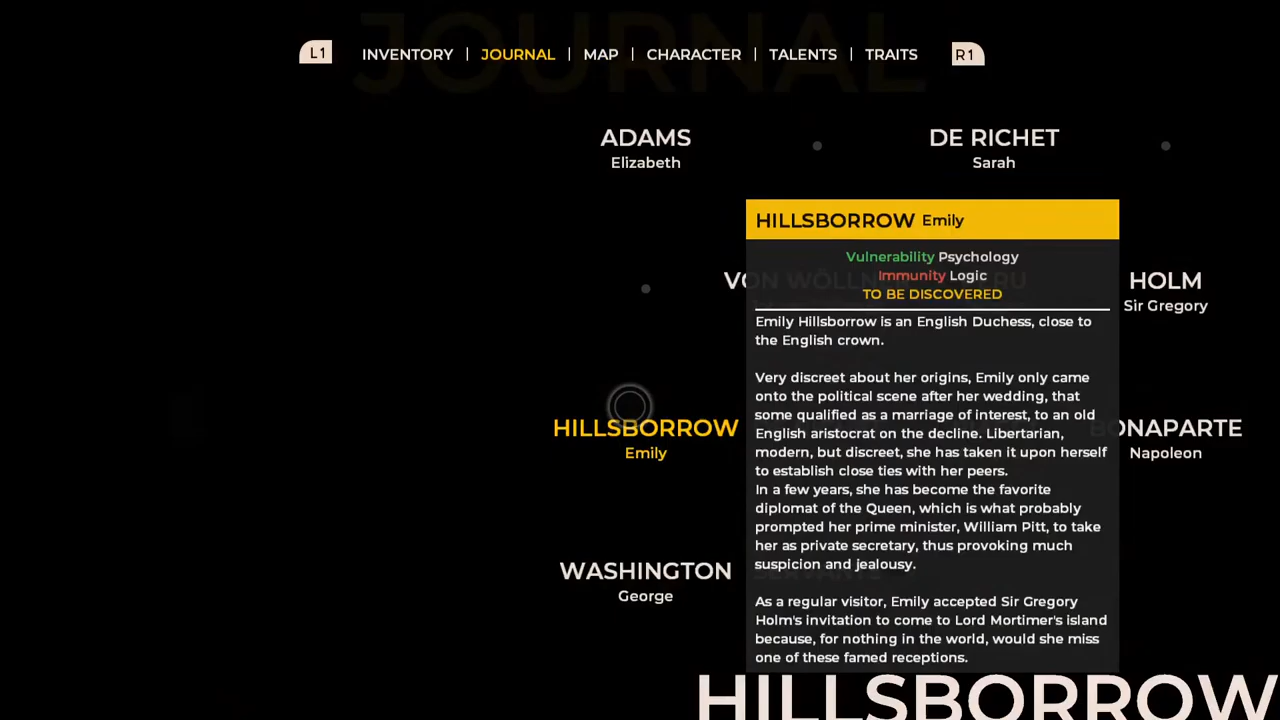 JOURNAL
L1 INVENTORY | JOURNAL | MAP | CHARACTER | TALENTS | TRAITS R1
ADAMS
Elizabeth
DE RICHET
Sarah
HOLM
Sir Gregory
HILLSBORROW
Emily
BONAPARTE
Napoleon
WASHINGTON
George
HILLSBORROW Emily
Vulnerability Psychology
Immunity Logic
TO BE DISCOVERED
Emily Hillsborrow is an English Duchess, close to
the English crown.
Very discreet about her origins, Emily only came
onto the political scene after her wedding, that
some qualified as a marriage of interest, to an old
English aristocrat on the decline. Libertarian,
modern, but discreet, she has taken it upon herself
to establish close ties with her peers.
In a few years, she has become the favorite
diplomat of the Queen, which is what probably
prompted her prime minister, William Pitt, to take
her as private secretary, thus provoking much
suspicion and jealousy.
As a regular visitor, Emily accepted Sir Gregory
Holm's invitation to come to Lord Mortimer's island
because, for nothing in the world, would she miss
one of these famed receptions.
HILLSBORROW